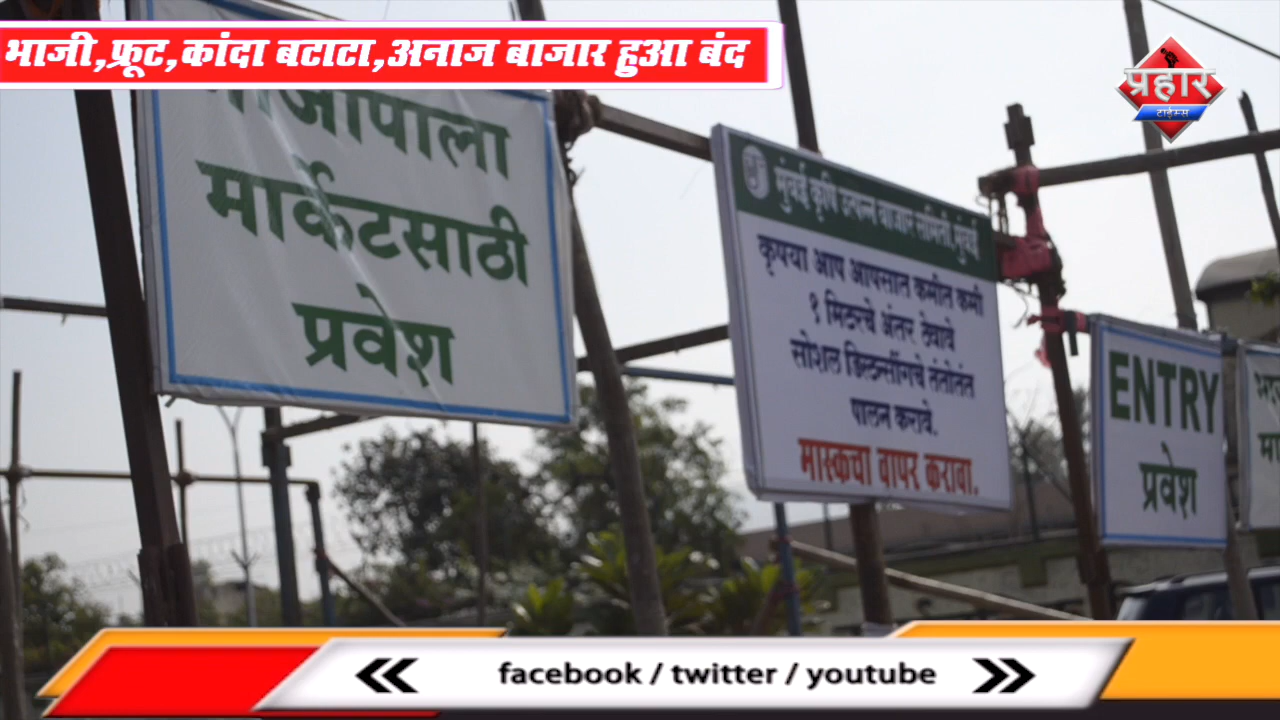 भाजी,फ्रूट,कांदा बटाटा,अनाज बाजार हुआ बंद
प्रहार
टाईम्स
मार्केटसाठी
प्रवेश
मुंबई कृषि उत्पन्न बाजार समिती,मुंबई
कृपया आप आपसात कमीत कमी
१ मिटरचे अंतर ठेवावे
सोशल डिस्टन्सींगचे तंतोतंत
पालन करावे.
मास्कचा वापर करावा.
ENTRY
प्रवेश
facebook / twitter / youtube